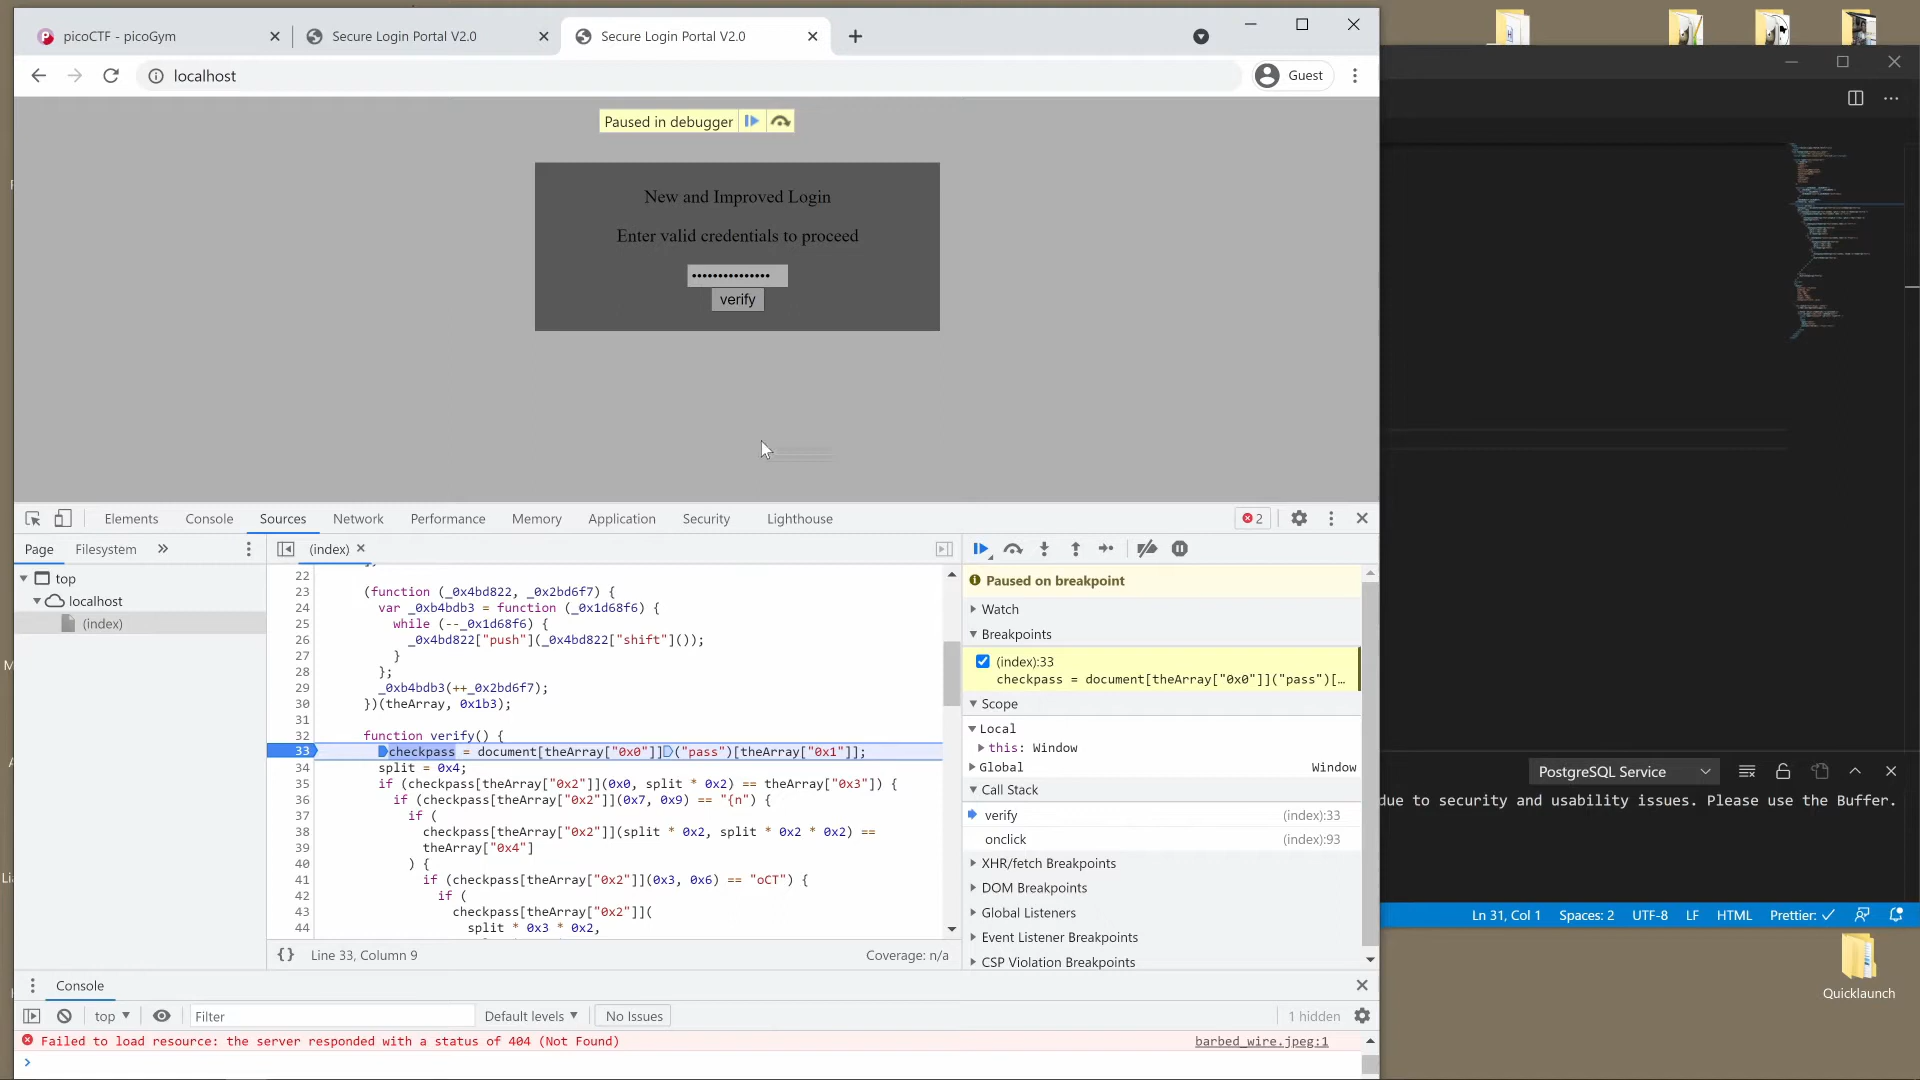 picoCTF - picoGym
Secure Login Portal V2.0
Secure Login Portal V2.0
localhost
Guest
Paused in debugger
New and Improved Login
Enter valid credentials to proceed
•••••••••••••••
verify
Elements Console Sources Network Performance Memory Application Security Lighthouse
2
Page Filesystem
(index)
top
localhost
(index)
22
23 (function (_0x4bd822, _0x2bd6f7) {
24 var _0xb4bdb3 = function (_0x1d68f6) {
25 while (--_0x1d68f6) {
26 _0x4bd822["push"](_0x4bd822["shift"]());
27 }
28 };
29 _0xb4bdb3(++_0x2bd6f7);
30 })(theArray, 0x1b3);
31
32 function verify() {
33 checkpass = document[theArray["0x0"]]("pass")[theArray["0x1"]];
34 split = 0x4;
35 if (checkpass[theArray["0x2"]](0x0, split * 0x2) == theArray["0x3"]) {
36 if (checkpass[theArray["0x2"]](0x7, 0x9) == "{n") {
37 if (
38 checkpass[theArray["0x2"]](split * 0x2, split * 0x2 * 0x2) ==
39 theArray["0x4"]
40 ) {
41 if (checkpass[theArray["0x2"]](0x3, 0x6) == "oCT") {
42 if (
43 checkpass[theArray["0x2"]](
44 split * 0x3 * 0x2,
{} Line 33, Column 9
Coverage: n/a
Paused on breakpoint
Watch
Breakpoints
(index):33
checkpass = document[theArray["0x0"]]("pass")[…
Scope
Local
this: Window
Global Window
Call Stack
verify (index):33
onclick (index):93
XHR/fetch Breakpoints
DOM Breakpoints
Global Listeners
Event Listener Breakpoints
CSP Violation Breakpoints
Console
top
Filter
Default levels
No Issues
1 hidden
Failed to load resource: the server responded with a status of 404 (Not Found)
barbed_wire.jpeg:1
PostgreSQL Service
due to security and usability issues. Please use the Buffer.
Ln 31, Col 1 Spaces: 2 UTF-8 LF HTML Prettier: ✓
Quicklaunch